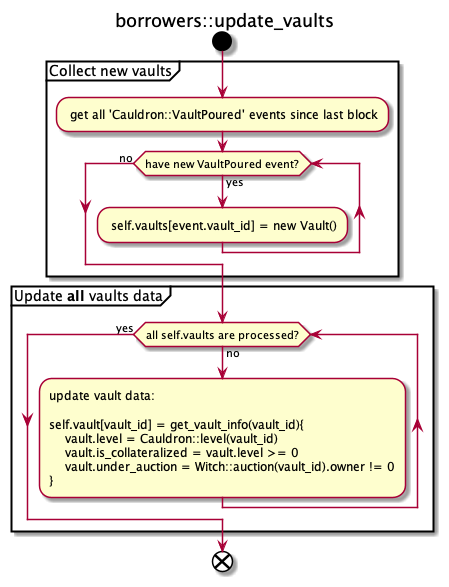 borrowers::update_vaults
Collect new vaults
get all 'Cauldron::VaultPoured' events since last block
no
have new VaultPoured event?
yes
self.vaults[event.vault_id] = new Vault()
Update all vaults data
yes
all self.vaults are processed?
no
update vault data:
self.vault[vault_id] = get_vault_info(vault_id){
vault.level = Cauldron::level(vault_id)
vault.is_collateralized = vault.level >= 0
vault.under_auction = Witch::auction(vault_id).owner != 0
}